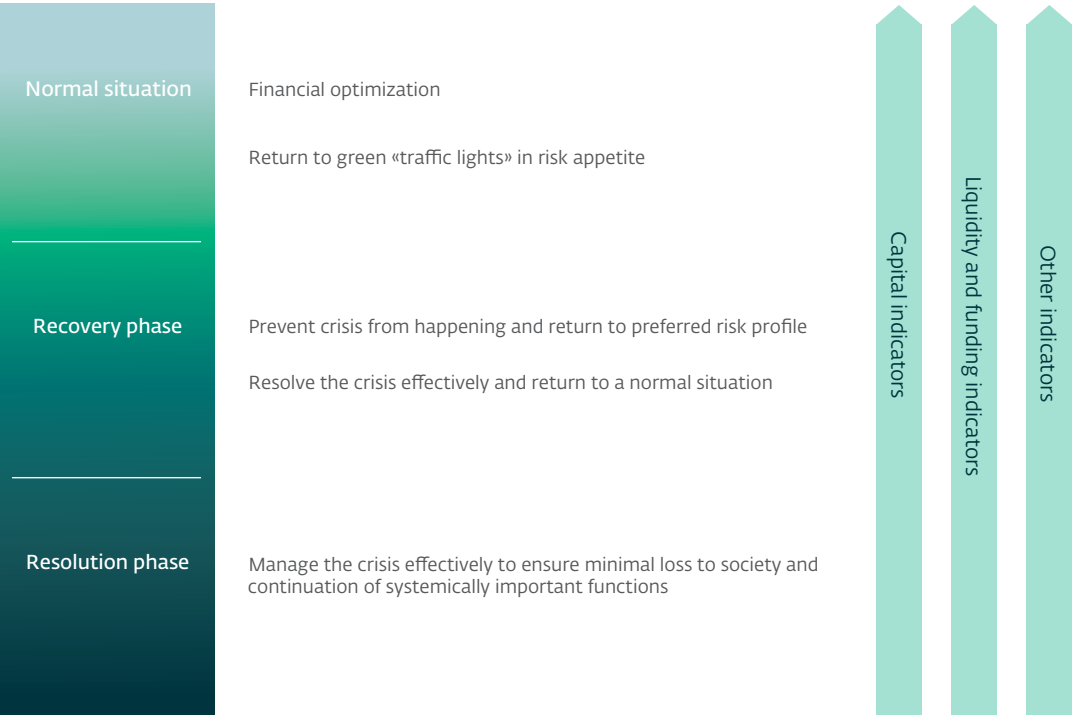 Normal situation
Financial optimization
Return to green «traffic lights» in risk appetite
Recovery phase
Prevent crisis from happening and return to preferred risk profile
Resolve the crisis effectively and return to a normal situation
Resolution phase
Manage the crisis effectively to ensure minimal loss to society and
continuation of systemically important functions
Capital indicators
Liquidity and funding indicators
Other indicators